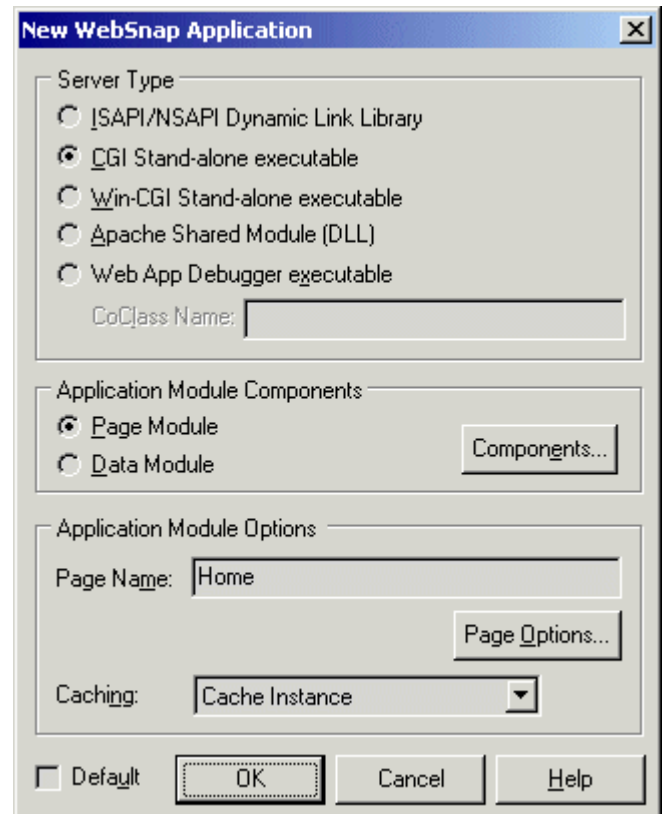 New WebSnap Application
Server Type
ISAPI/NSAPI Dynamic Link Library
CGI Stand-alone executable
Win-CGI Stand-alone executable
Apache Shared Module (DLL)
Web App Debugger executable
CoClass Name:
Application Module Components
Page Module
Data Module
Components...
Application Module Options
Page Name: Home
Page Options...
Caching: Cache Instance
Default OK Cancel Help